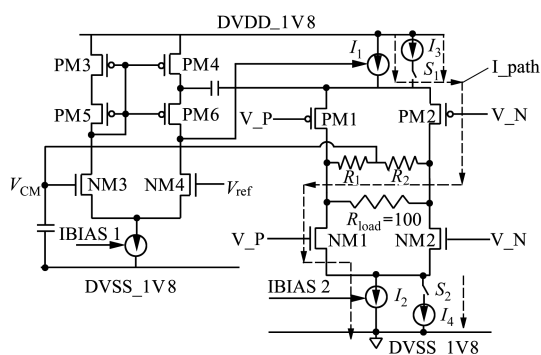 DVDD_1V8
PM3
PM4
I1
I3
S1
I_path
PM5
PM6
V_P
PM1
PM2
V_N
R1
R2
VCM
NM3
NM4
Vref
Rload=100
IBIAS 1
V_P
NM1
NM2
V_N
DVSS_1V8
IBIAS 2
I2
S2
I4
DVSS_1V8